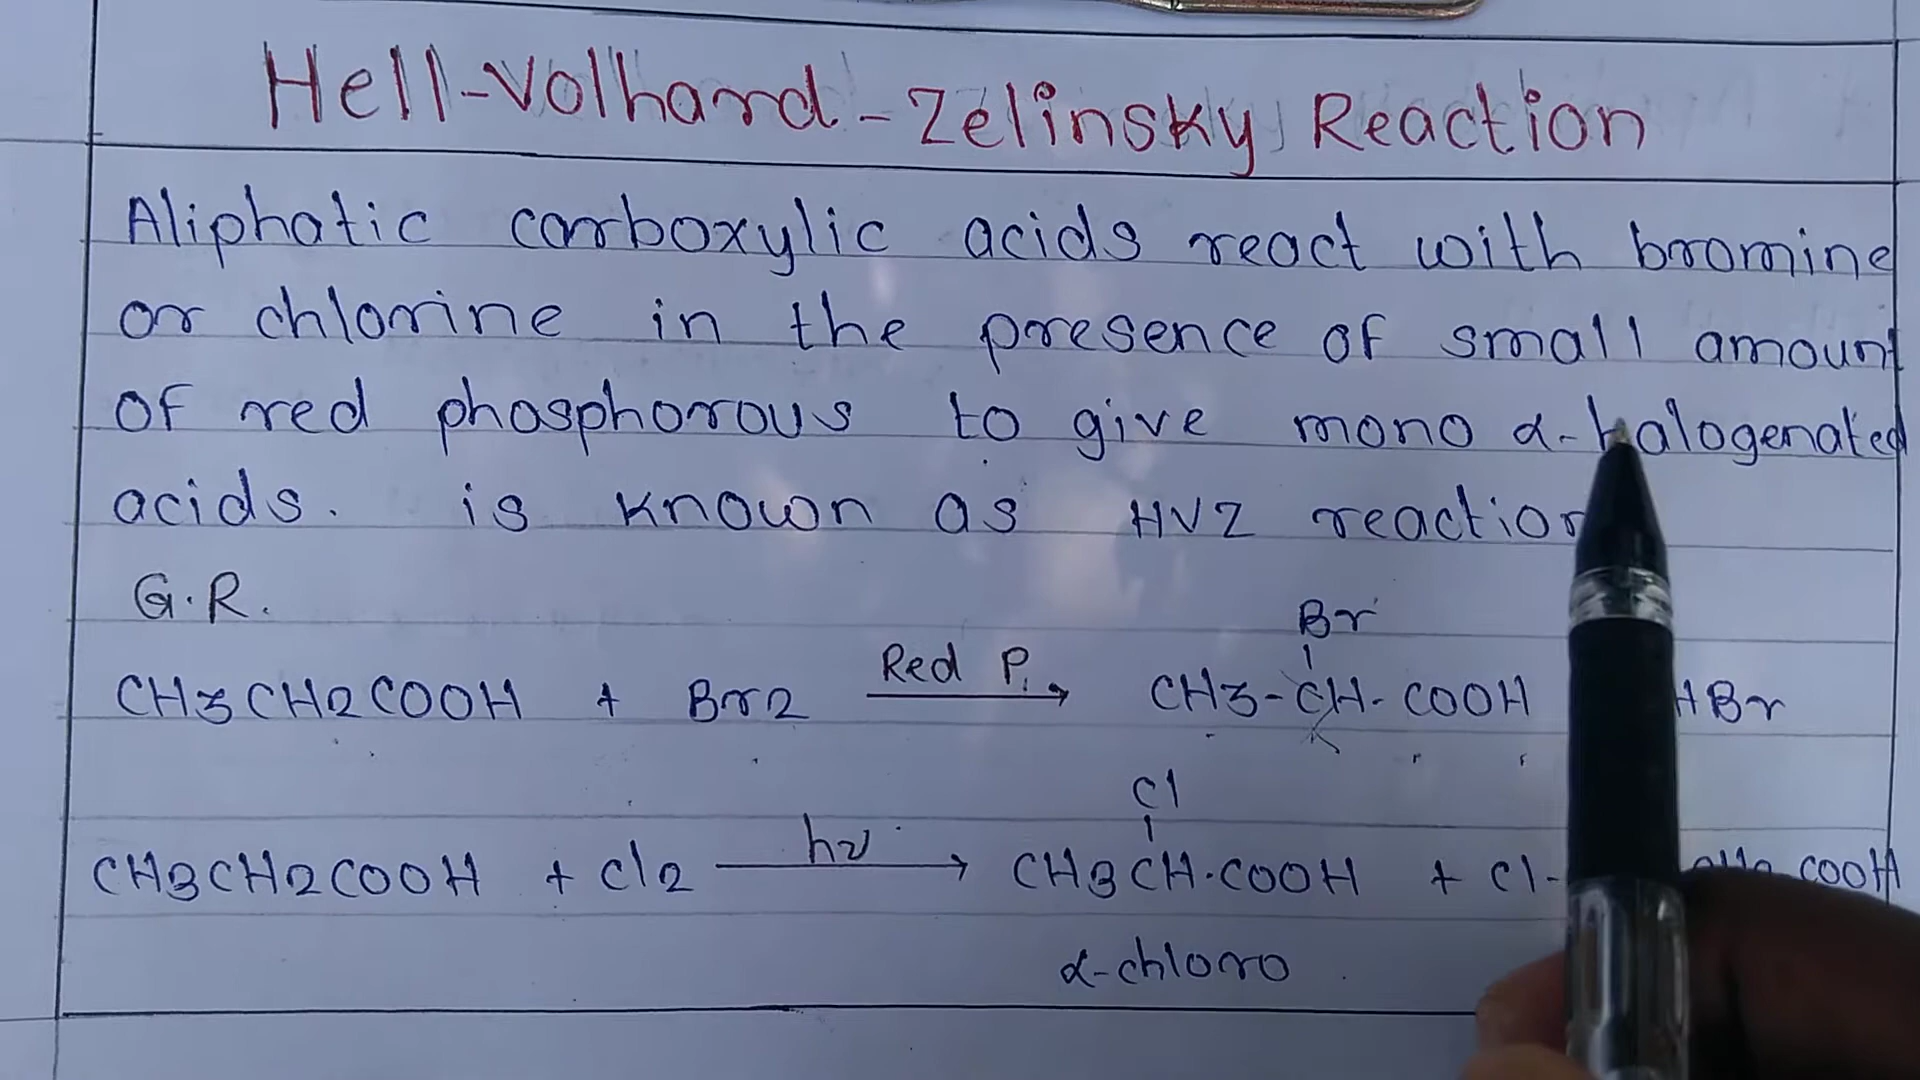 Hell-Volhard-Zelinsky Reaction
Aliphatic carboxylic acids react with bromine
or chlorine in the presence of small amount
of red phosphorous to give mono α-halogenated
acids. is known as HVZ reaction
G.R.
Br
CH3CH2COOH + Br2 Red P. CH3-CH-COOH HBr
Cl
CH3CH2COOH + Cl2 hν CH3CH.COOH + Cl- COOH
α-chloro